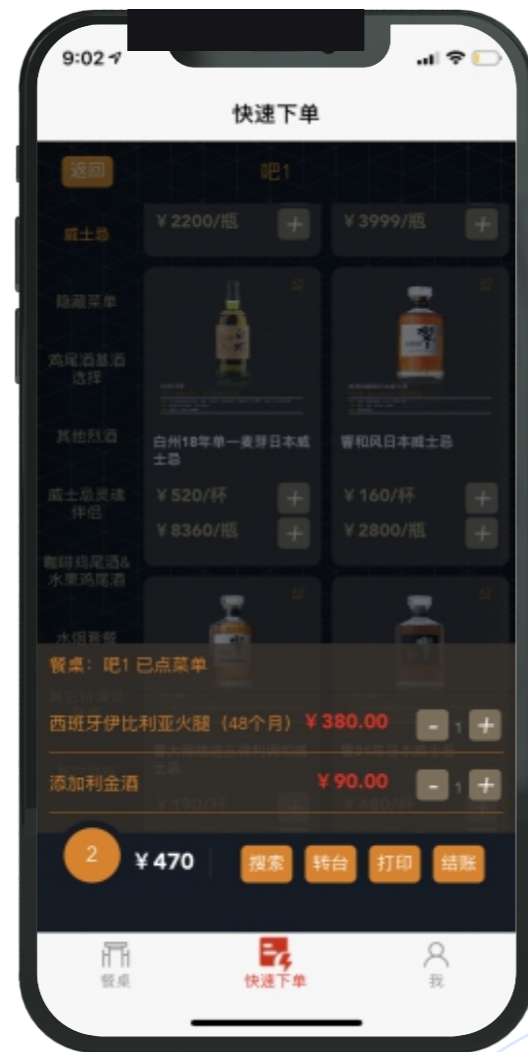 9:02
快速下单
返回
吧1
威士忌
¥2200/瓶
+
¥3999/瓶
+
隐藏菜单
鸡尾酒基酒
选择
其他烈酒
白州18年单一麦芽日本威
士忌
響和风日本威士忌
威士忌灵魂
伴侣
¥520/杯
+
¥160/杯
+
¥8360/瓶
+
¥2800/瓶
+
咖啡鸡尾酒&
水果鸡尾酒
水烟套餐
餐桌：吧1 已点菜单
西班牙伊比利亚火腿（48个月）
¥380.00
- 1 +
添加利金酒
¥90.00
- 1 +
2
¥470
搜索
转台
打印
结账
餐桌
快速下单
我